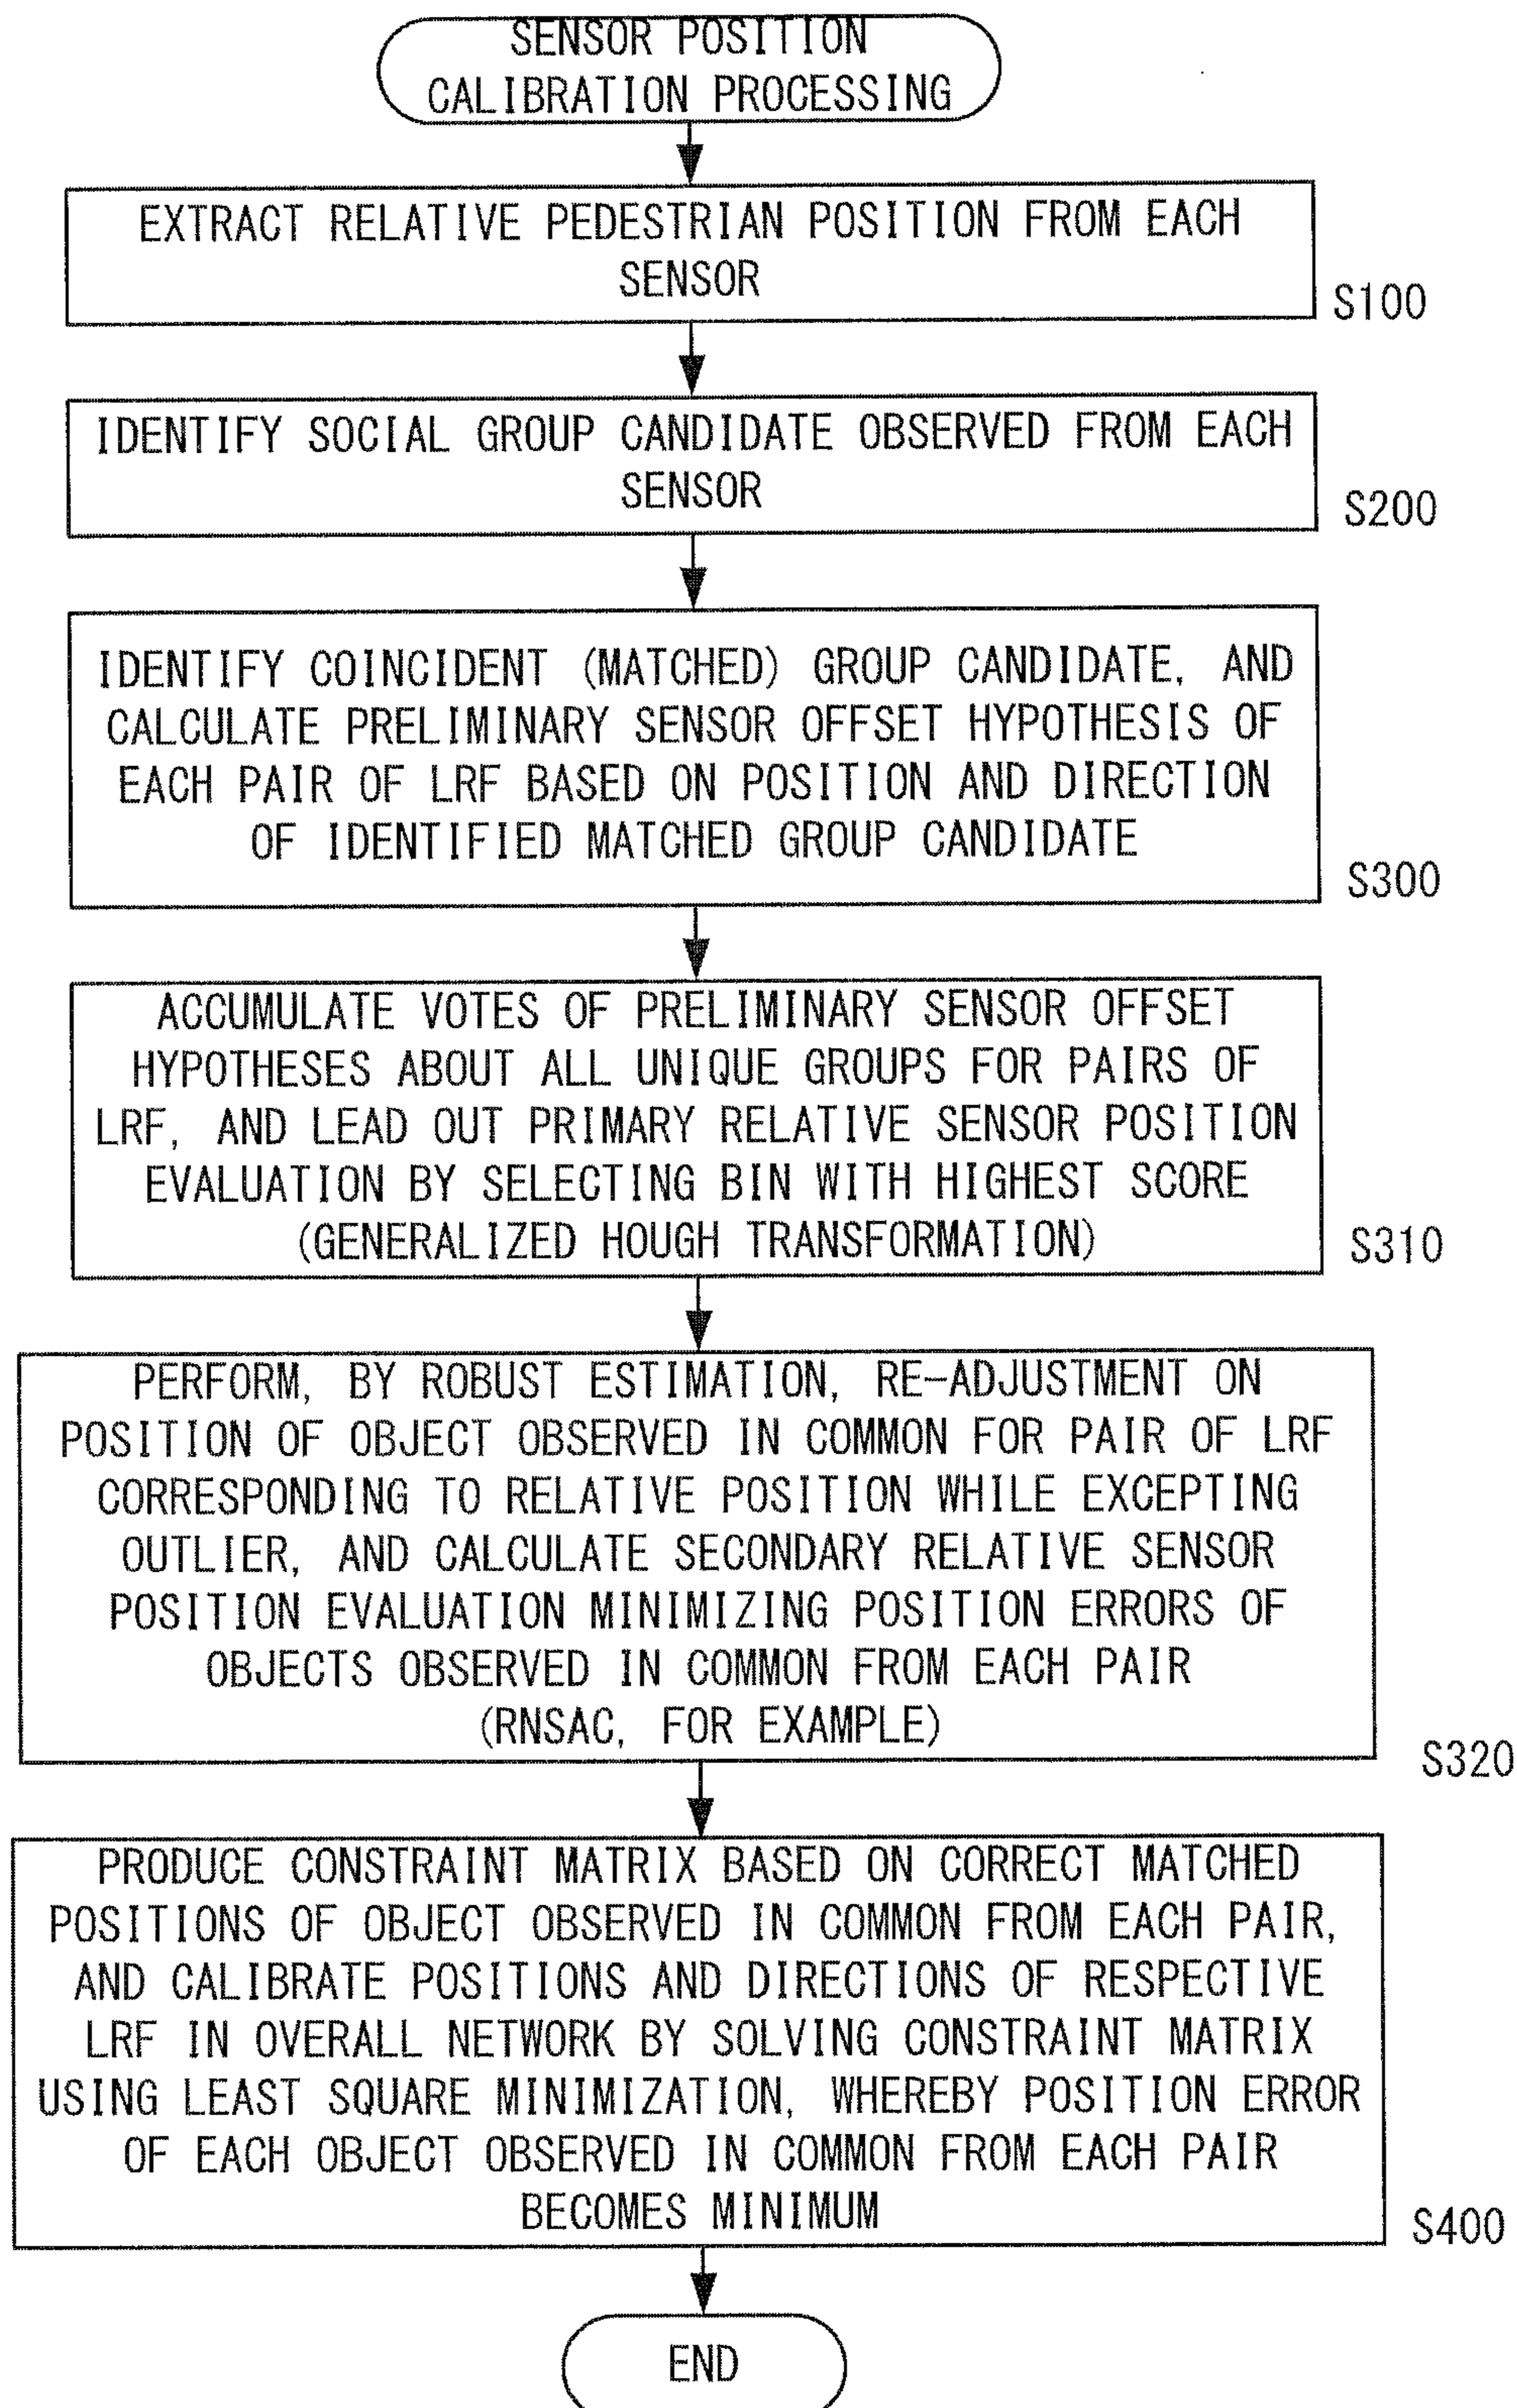 SENSOR POSITION
CALIBRATION PROCESSING
EXTRACT RELATIVE PEDESTRIAN POSITION FROM EACH
SENSOR
S100
IDENTIFY SOCIAL GROUP CANDIDATE OBSERVED FROM EACH
SENSOR
S200
IDENTIFY COINCIDENT (MATCHED) GROUP CANDIDATE, AND
CALCULATE PRELIMINARY SENSOR OFFSET HYPOTHESIS OF
EACH PAIR OF LRF BASED ON POSITION AND DIRECTION
OF IDENTIFIED MATCHED GROUP CANDIDATE
S300
ACCUMULATE VOTES OF PRELIMINARY SENSOR OFFSET
HYPOTHESES ABOUT ALL UNIQUE GROUPS FOR PAIRS OF
LRF, AND LEAD OUT PRIMARY RELATIVE SENSOR POSITION
EVALUATION BY SELECTING BIN WITH HIGHEST SCORE
(GENERALIZED HOUGH TRANSFORMATION)
S310
PERFORM, BY ROBUST ESTIMATION, RE-ADJUSTMENT ON
POSITION OF OBJECT OBSERVED IN COMMON FOR PAIR OF LRF
CORRESPONDING TO RELATIVE POSITION WHILE EXCEPTING
OUTLIER, AND CALCULATE SECONDARY RELATIVE SENSOR
POSITION EVALUATION MINIMIZING POSITION ERRORS OF
OBJECTS OBSERVED IN COMMON FROM EACH PAIR
(RNSAC, FOR EXAMPLE)
S320
PRODUCE CONSTRAINT MATRIX BASED ON CORRECT MATCHED
POSITIONS OF OBJECT OBSERVED IN COMMON FROM EACH PAIR,
AND CALIBRATE POSITIONS AND DIRECTIONS OF RESPECTIVE
LRF IN OVERALL NETWORK BY SOLVING CONSTRAINT MATRIX
USING LEAST SQUARE MINIMIZATION, WHEREBY POSITION ERROR
OF EACH OBJECT OBSERVED IN COMMON FROM EACH PAIR
BECOMES MINIMUM
S400
END